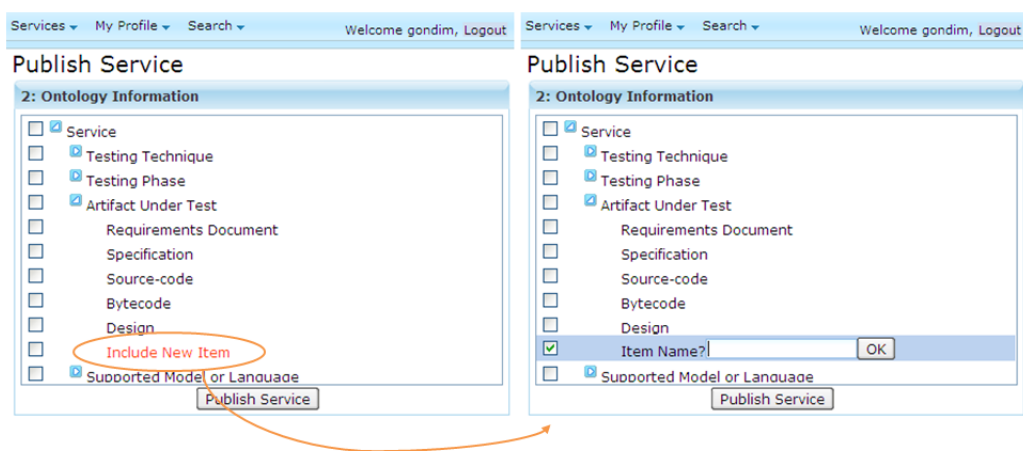 Services My Profile Search Welcome gondim, Logout
Publish Service
2: Ontology Information
Service
Testing Technique
Testing Phase
Artifact Under Test
Requirements Document
Specification
Source-code
Bytecode
Design
Include New Item
Supported Model or Language
Publish Service
Services My Profile Search Welcome gondim, Logout
Publish Service
2: Ontology Information
Service
Testing Technique
Testing Phase
Artifact Under Test
Requirements Document
Specification
Source-code
Bytecode
Design
Item Name? OK
Supported Model or Language
Publish Service